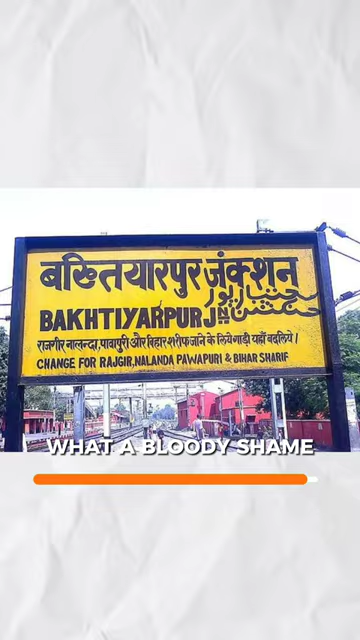 बख्तियारपुर जंक्शन
BAKHTIYARPUR JN
राजगीर नालन्दा, पावापुरी और बिहार शरीफ जाने के लिये गाड़ी यहाँ बदलिये।
CHANGE FOR RAJGIR, NALANDA PAWAPURI & BIHAR SHARIF
WHAT A BLOODY SHAME